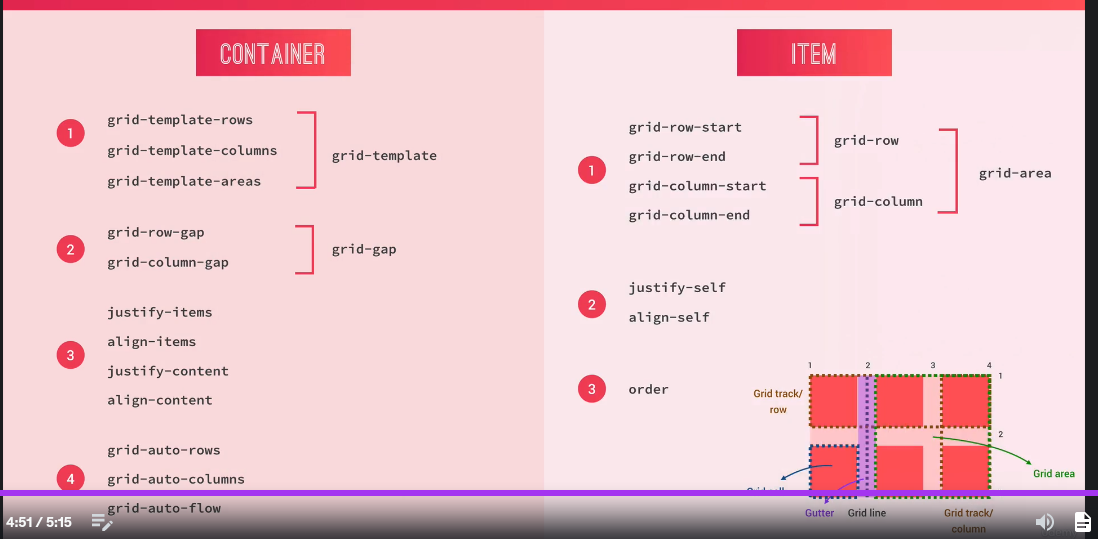 CONTAINER
1
grid-template-rows
grid-template-columns
grid-template-areas
grid-template
2
grid-row-gap
grid-column-gap
grid-gap
3
justify-items
align-items
justify-content
align-content
4
grid-auto-rows
grid-auto-columns
grid-auto-flow
ITEM
1
grid-row-start
grid-row-end
grid-column-start
grid-column-end
grid-row
grid-column
grid-area
2
justify-self
align-self
3
order
1 2 3 4
1
2
Grid track/
row
Grid area
Gutter
Grid line
Grid track/
column
4:51 / 5:15